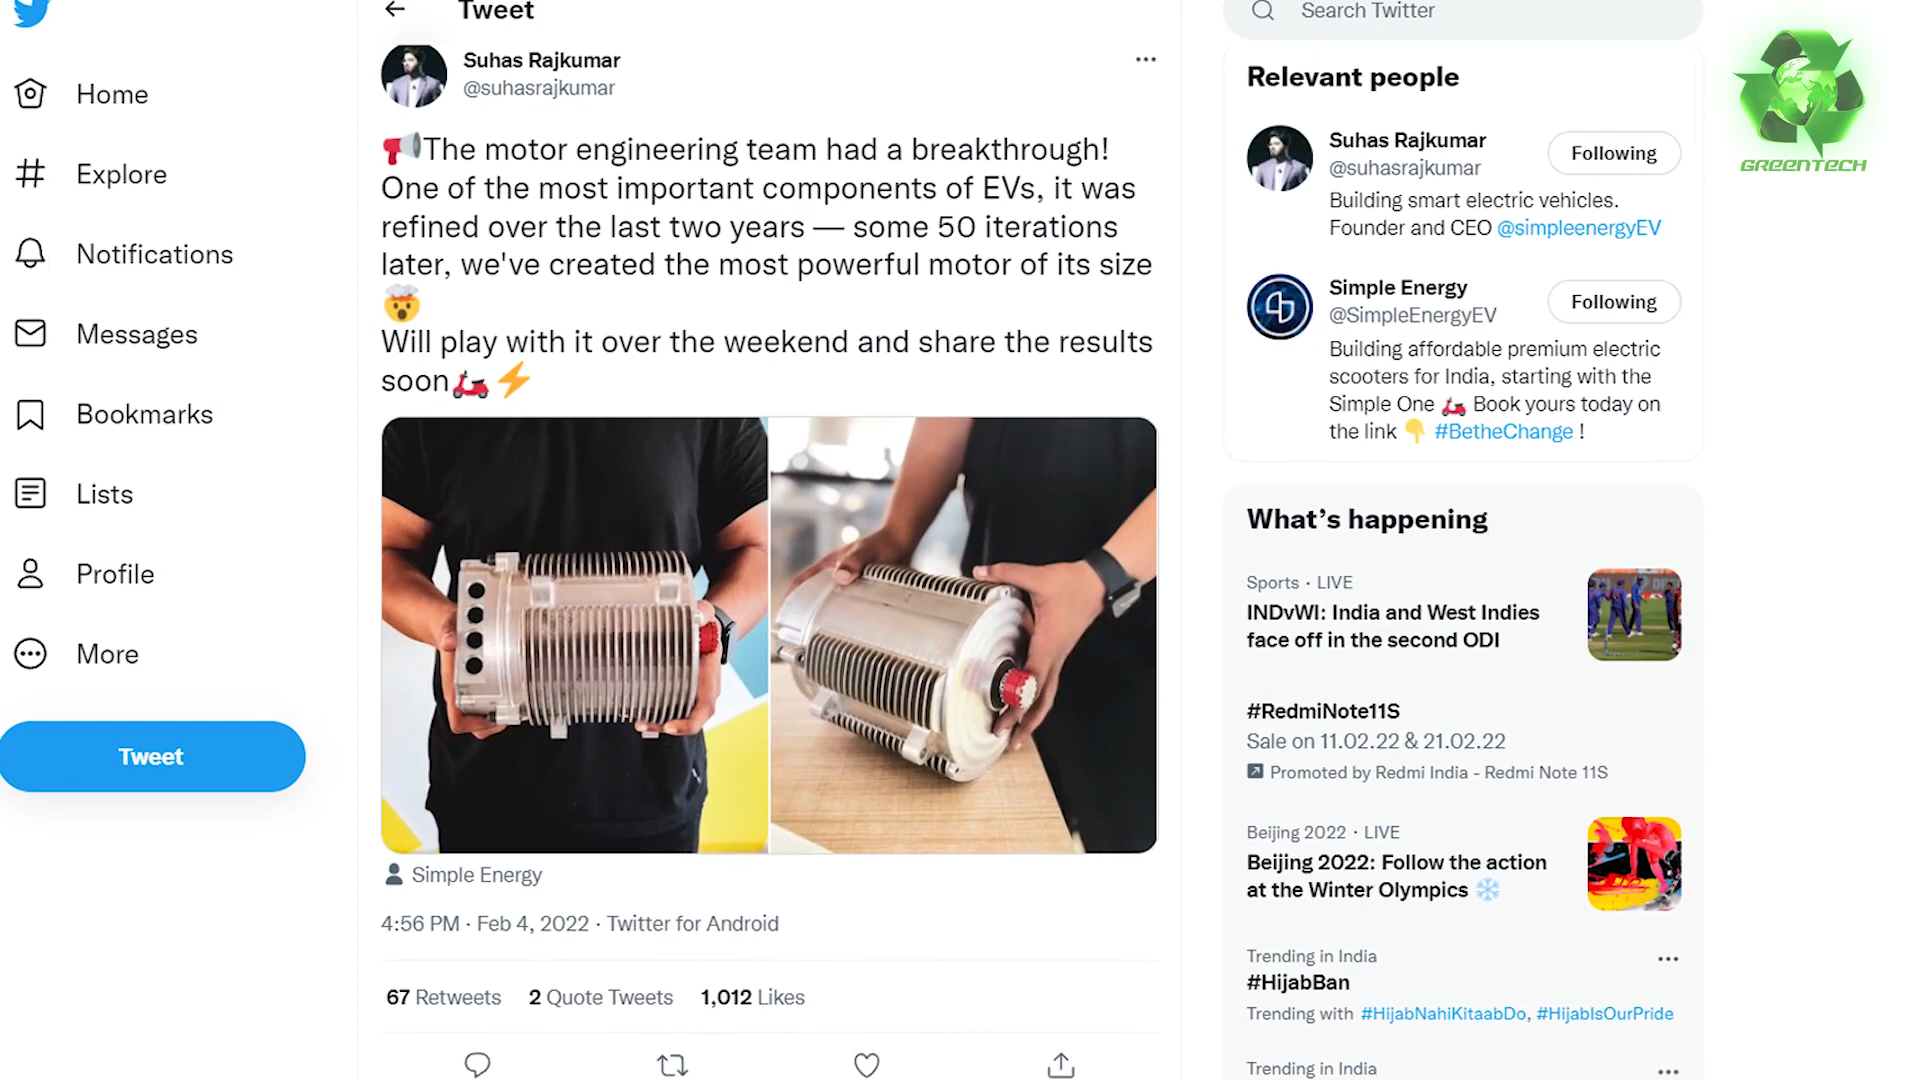 Home
Explore
Notifications
Messages
Bookmarks
Lists
Profile
More
Tweet
Tweet
Suhas Rajkumar
@suhasrajkumar
The motor engineering team had a breakthrough!
One of the most important components of EVs, it was
refined over the last two years — some 50 iterations
later, we've created the most powerful motor of its size
Will play with it over the weekend and share the results
soon
Simple Energy
4:56 PM · Feb 4, 2022 · Twitter for Android
67 Retweets 2 Quote Tweets 1,012 Likes
Search Twitter
Relevant people
Suhas Rajkumar
@suhasrajkumar
Following
Building smart electric vehicles.
Founder and CEO @simpleenergyEV
Simple Energy
@SimpleEnergyEV
Following
Building affordable premium electric
scooters for India, starting with the
Simple One Book yours today on
the link #BetheChange !
What's happening
Sports · LIVE
INDvWI: India and West Indies
face off in the second ODI
#RedmiNote11S
Sale on 11.02.22 & 21.02.22
Promoted by Redmi India - Redmi Note 11S
Beijing 2022 · LIVE
Beijing 2022: Follow the action
at the Winter Olympics
Trending in India
#HijabBan
Trending with #HijabNahiKitaabDo, #HijabIsOurPride
Trending in India
GREENTECH